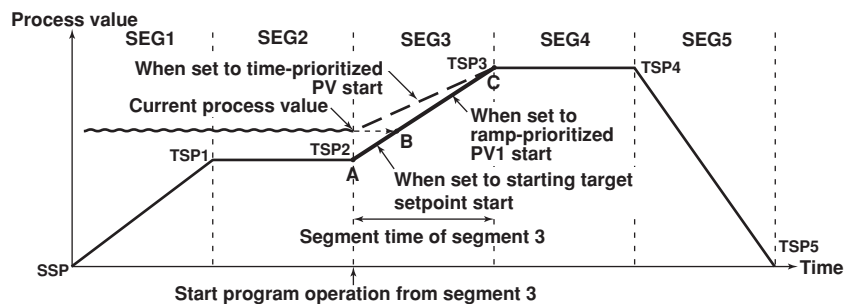 Process value
SEG1
SEG2
SEG3
SEG4
SEG5
When set to time-prioritized
PV start
TSP3
C
TSP4
Current process value
When set to
ramp-prioritized
PV1 start
B
TSP1
TSP2
A
When set to starting target
setpoint start
Segment time of segment 3
TSP5
SSP
Time
Start program operation from segment 3